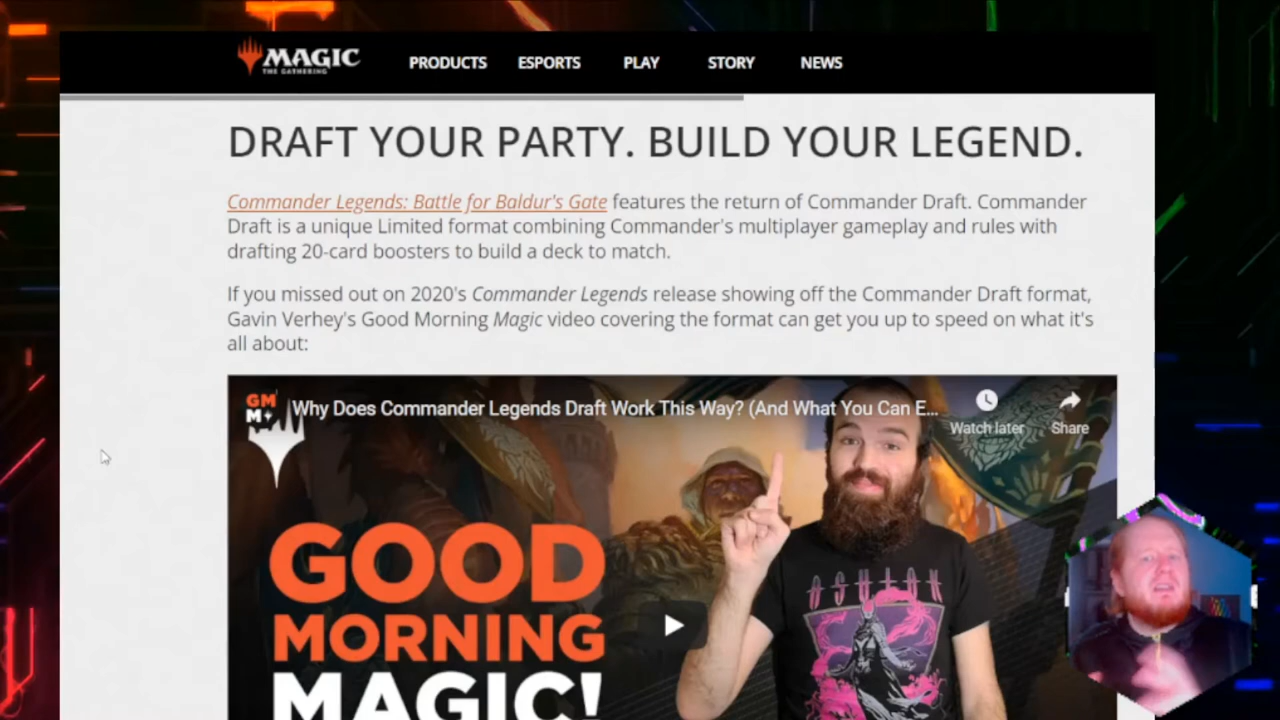 MAGIC
THE GATHERING
PRODUCTS ESPORTS PLAY STORY NEWS
DRAFT YOUR PARTY. BUILD YOUR LEGEND.
Commander Legends: Battle for Baldur's Gate features the return of Commander Draft. Commander
Draft is a unique Limited format combining Commander's multiplayer gameplay and rules with
drafting 20-card boosters to build a deck to match.
If you missed out on 2020's Commander Legends release showing off the Commander Draft format,
Gavin Verhey's Good Morning Magic video covering the format can get you up to speed on what it's
all about:
GM
M
Why Does Commander Legends Draft Work This Way? (And What You Can E...
Watch later
Share
GOOD
MORNING
MAGIC!